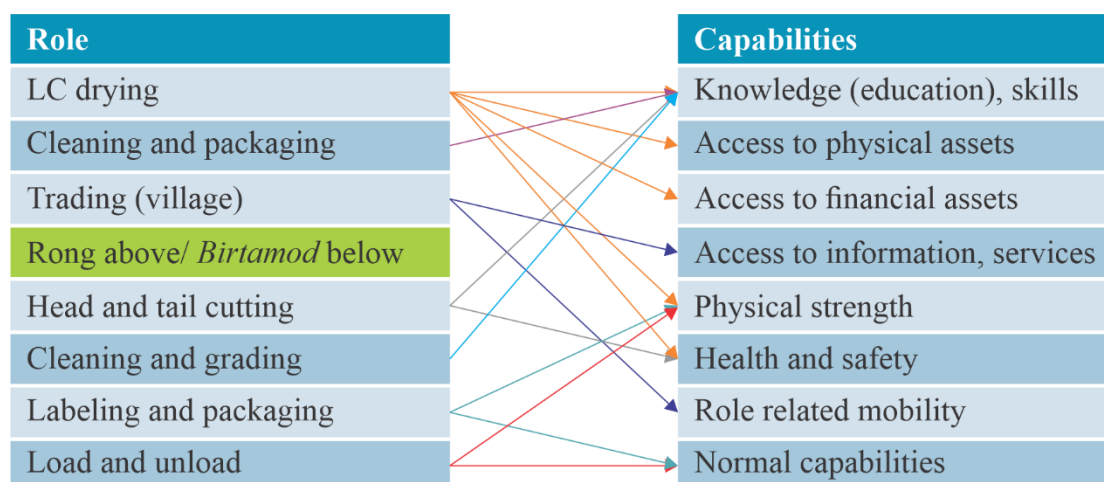 Role
LC drying
Cleaning and packaging
Trading (village)
Rong above/ Birtamod below
Head and tail cutting
Cleaning and grading
Labeling and packaging
Load and unload
Capabilities
Knowledge (education), skills
Access to physical assets
Access to financial assets
Access to information, services
Physical strength
Health and safety
Role related mobility
Normal capabilities